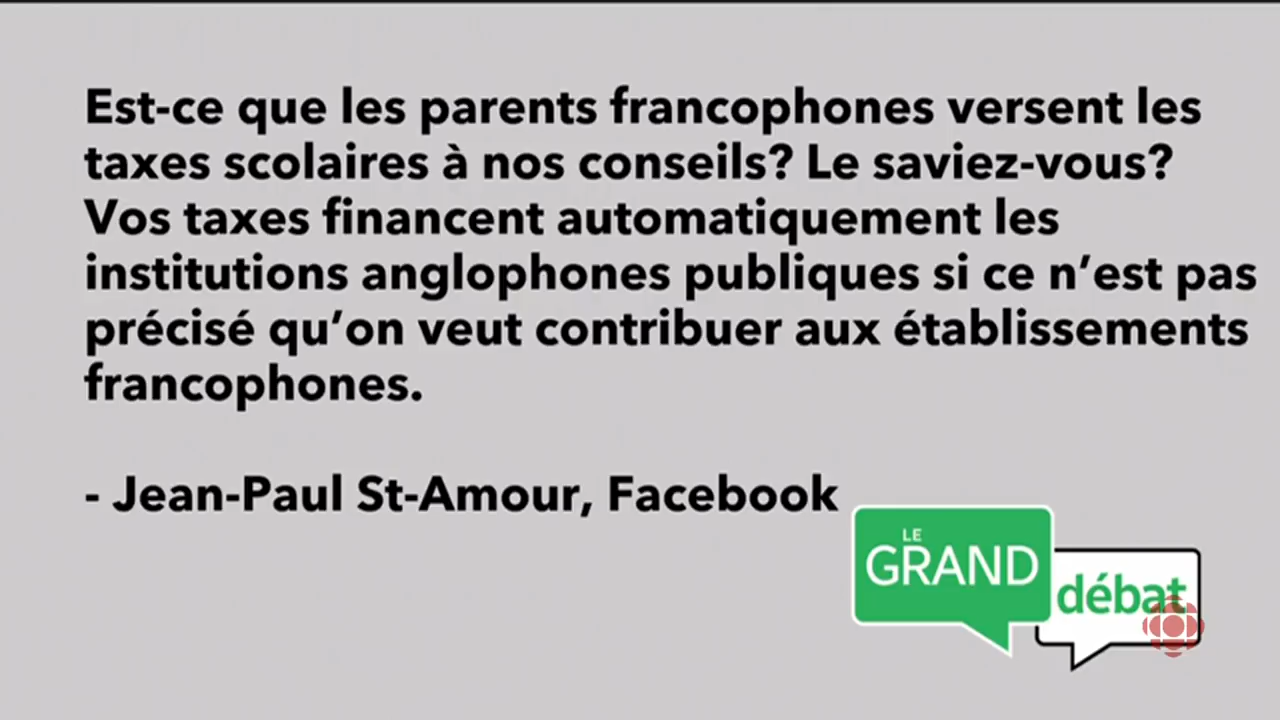 Est-ce que les parents francophones versent les
taxes scolaires à nos conseils? Le saviez-vous?
Vos taxes financent automatiquement les
institutions anglophones publiques si ce n’est pas
précisé qu’on veut contribuer aux établissements
francophones.
- Jean-Paul St-Amour, Facebook
LE
GRAND
débat